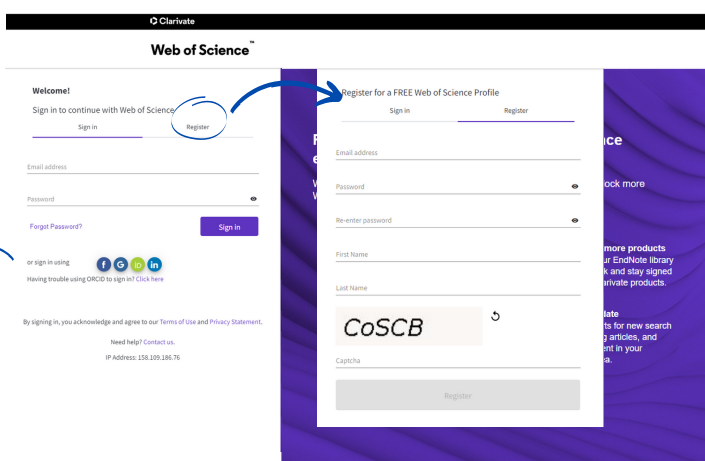 Clarivate
Web of Science™
Welcome!
Sign in to continue with Web of Science
Sign in
Register
Email address
Password
Forgot Password?
Sign in
or sign in using
f G iD in
Having trouble using ORCID to sign in? Click here
By signing in, you acknowledge and agree to our Terms of Use and Privacy Statement.
Need help? Contact us.
IP Address: 158.109.186.76
Register for a FREE Web of Science Profile
Sign in
Register
Email address
Password
Re-enter password
First Name
Last Name
CoSCB
Captcha
Register
ock more
more products
ur EndNote library
k and stay signed
arivate products.
late
ts for new search
g articles, and
ent in your